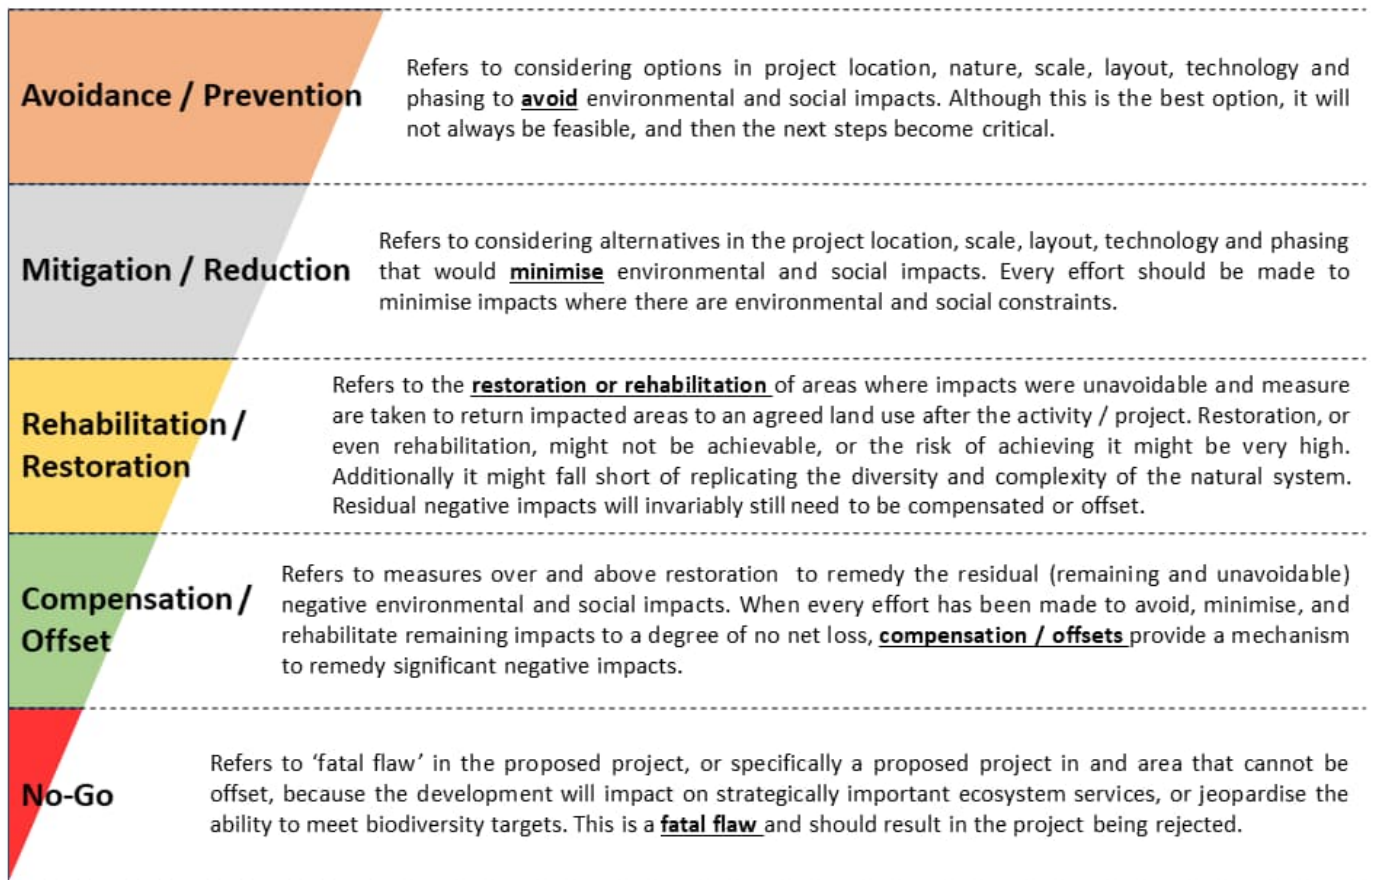 Avoidance / Prevention
Refers to considering options in project location, nature, scale, layout, technology and
phasing to avoid environmental and social impacts. Although this is the best option, it will
not always be feasible, and then the next steps become critical.
Mitigation / Reduction
Refers to considering alternatives in the project location, scale, layout, technology and phasing
that would minimise environmental and social impacts. Every effort should be made to
minimise impacts where there are environmental and social constraints.
Rehabilitation /
Restoration
Refers to the restoration or rehabilitation of areas where impacts were unavoidable and measure
are taken to return impacted areas to an agreed land use after the activity / project. Restoration, or
even rehabilitation, might not be achievable, or the risk of achieving it might be very high.
Additionally it might fall short of replicating the diversity and complexity of the natural system.
Residual negative impacts will invariably still need to be compensated or offset.
Compensation /
Offset
Refers to measures over and above restoration to remedy the residual (remaining and unavoidable)
negative environmental and social impacts. When every effort has been made to avoid, minimise, and
rehabilitate remaining impacts to a degree of no net loss, compensation / offsets provide a mechanism
to remedy significant negative impacts.
No-Go
Refers to ‘fatal flaw’ in the proposed project, or specifically a proposed project in and area that cannot be
offset, because the development will impact on strategically important ecosystem services, or jeopardise the
ability to meet biodiversity targets. This is a fatal flaw and should result in the project being rejected.